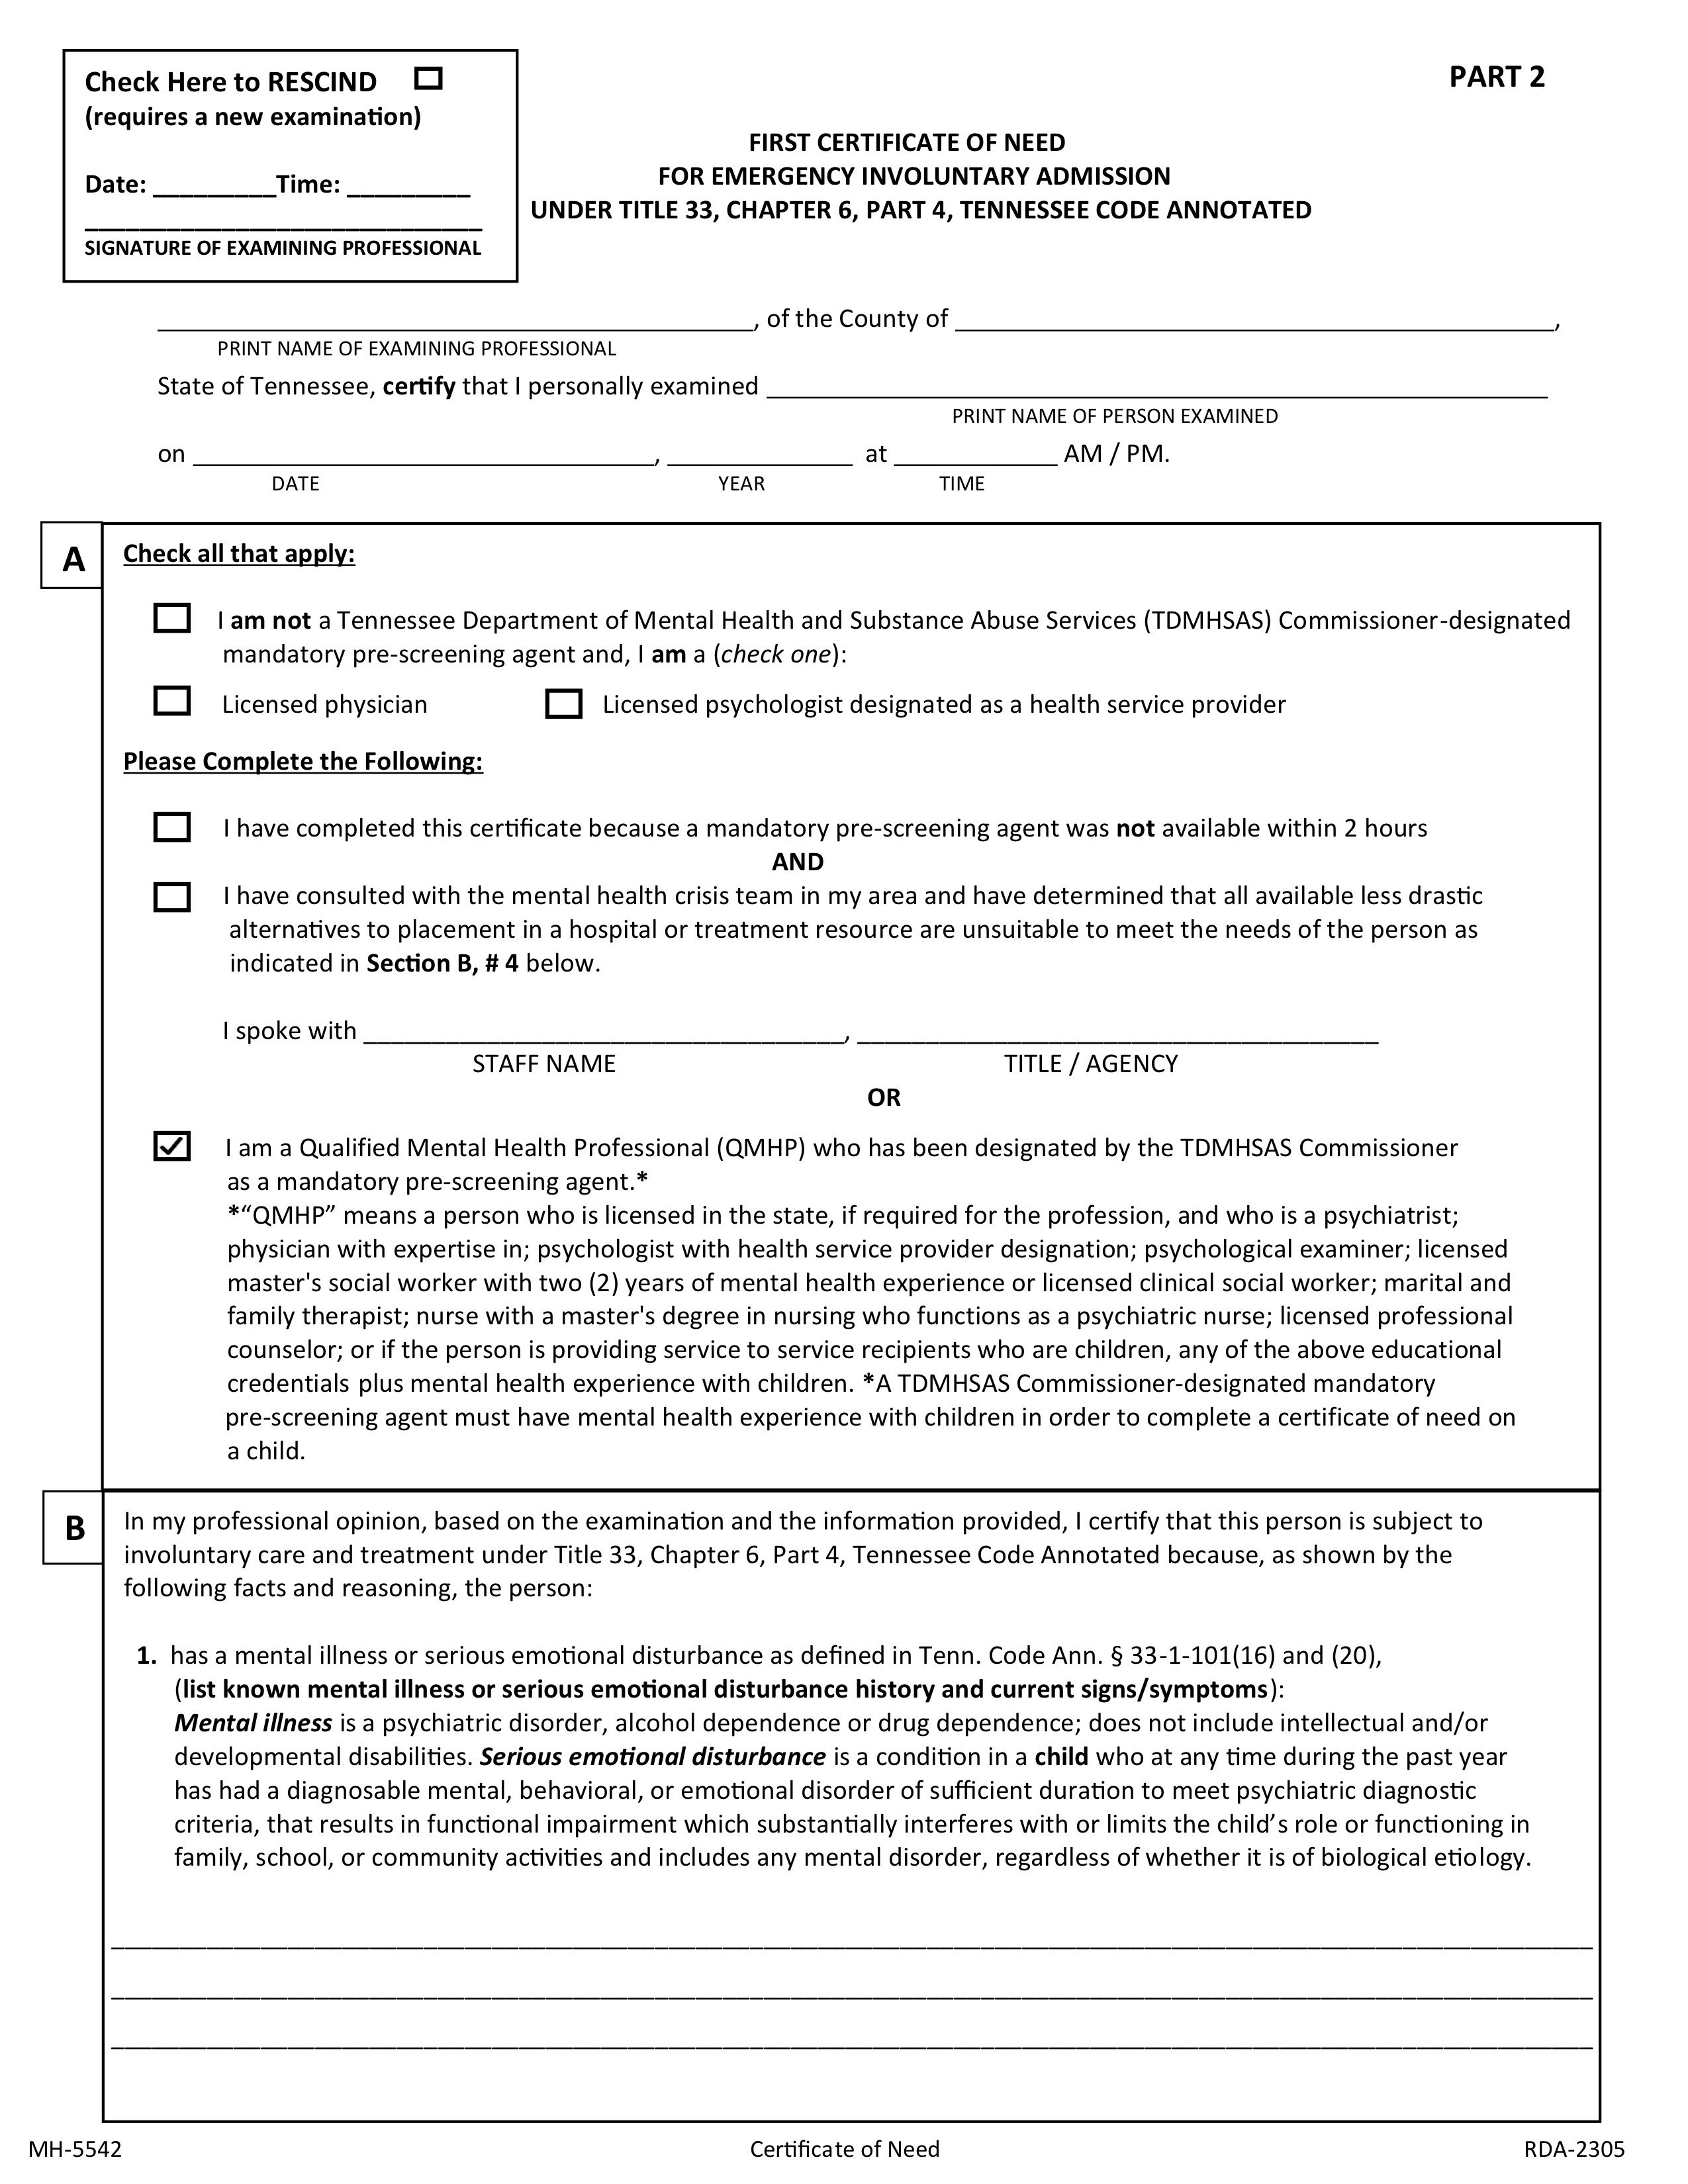 Check Here to RESCIND ☐
(requires a new examination)
Date: _________Time: _________
_____________________________
SIGNATURE OF EXAMINING PROFESSIONAL
PART 2
FIRST CERTIFICATE OF NEED
FOR EMERGENCY INVOLUNTARY ADMISSION
UNDER TITLE 33, CHAPTER 6, PART 4, TENNESSEE CODE ANNOTATED
____________________, of the County of ____________________,
PRINT NAME OF EXAMINING PROFESSIONAL
State of Tennessee, certify that I personally examined ____________________
PRINT NAME OF PERSON EXAMINED
on ____________________, __________ at __________ AM / PM.
DATE YEAR TIME
A
Check all that apply:
☐ I am not a Tennessee Department of Mental Health and Substance Abuse Services (TDMHSAS) Commissioner-designated
mandatory pre-screening agent and, I am a (check one):
☐ Licensed physician ☐ Licensed psychologist designated as a health service provider
Please Complete the Following:
☐ I have completed this certificate because a mandatory pre-screening agent was not available within 2 hours
AND
☐ I have consulted with the mental health crisis team in my area and have determined that all available less drastic
alternatives to placement in a hospital or treatment resource are unsuitable to meet the needs of the person as
indicated in Section B, # 4 below.
I spoke with ____________________, ____________________
STAFF NAME TITLE / AGENCY
OR
☑ I am a Qualified Mental Health Professional (QMHP) who has been designated by the TDMHSAS Commissioner
as a mandatory pre-screening agent.*
*“QMHP” means a person who is licensed in the state, if required for the profession, and who is a psychiatrist;
physician with expertise in; psychologist with health service provider designation; psychological examiner; licensed
master's social worker with two (2) years of mental health experience or licensed clinical social worker; marital and
family therapist; nurse with a master's degree in nursing who functions as a psychiatric nurse; licensed professional
counselor; or if the person is providing service to service recipients who are children, any of the above educational
credentials plus mental health experience with children. *A TDMHSAS Commissioner-designated mandatory
pre-screening agent must have mental health experience with children in order to complete a certificate of need on
a child.
B
In my professional opinion, based on the examination and the information provided, I certify that this person is subject to
involuntary care and treatment under Title 33, Chapter 6, Part 4, Tennessee Code Annotated because, as shown by the
following facts and reasoning, the person:
1. has a mental illness or serious emotional disturbance as defined in Tenn. Code Ann. § 33-1-101(16) and (20),
(list known mental illness or serious emotional disturbance history and current signs/symptoms):
Mental illness is a psychiatric disorder, alcohol dependence or drug dependence; does not include intellectual and/or
developmental disabilities. Serious emotional disturbance is a condition in a child who at any time during the past year
has had a diagnosable mental, behavioral, or emotional disorder of sufficient duration to meet psychiatric diagnostic
criteria, that results in functional impairment which substantially interferes with or limits the child’s role or functioning in
family, school, or community activities and includes any mental disorder, regardless of whether it is of biological etiology.
MH-5542 Certificate of Need RDA-2305